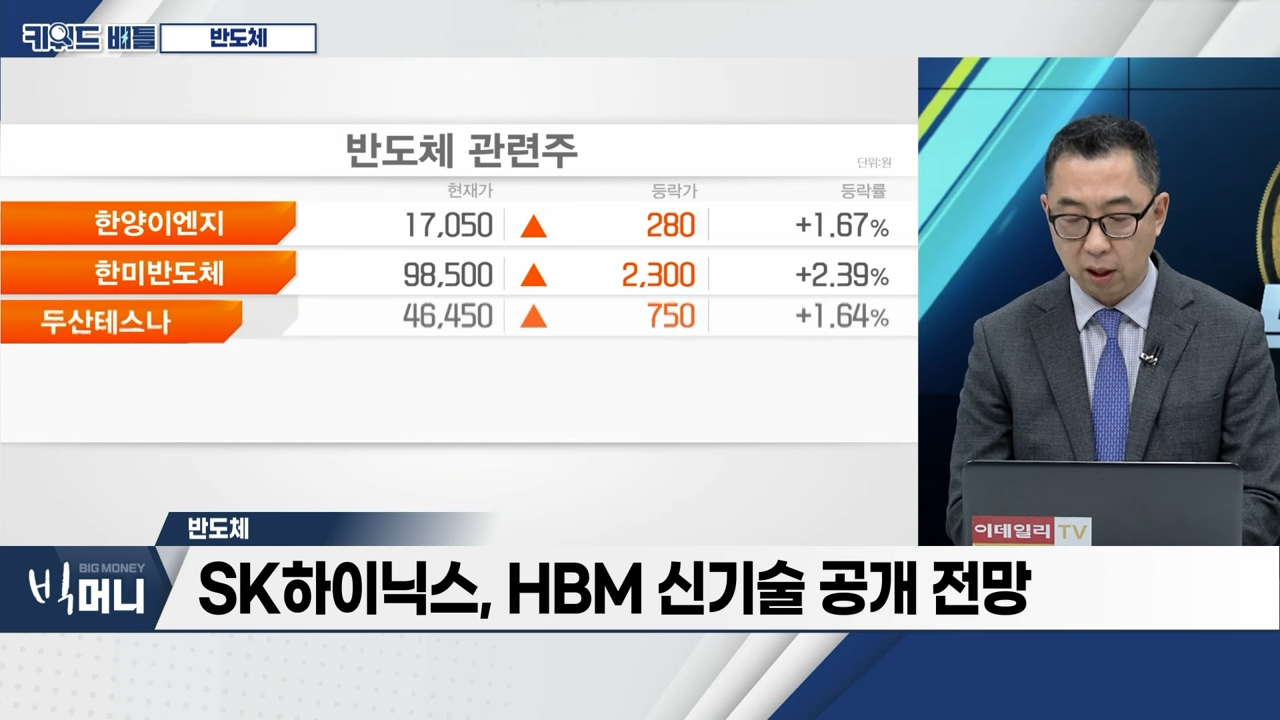 키워드 배틀 반도체
반도체 관련주
단위:원
현재가 등락가 등락률
한양이엔지 17,050 ▲ 280 +1.67%
한미반도체 98,500 ▲ 2,300 +2.39%
두산테스나 46,450 ▲ 750 +1.64%
이데일리TV
반도체
BIG MONEY
빅머니
SK하이닉스, HBM 신기술 공개 전망